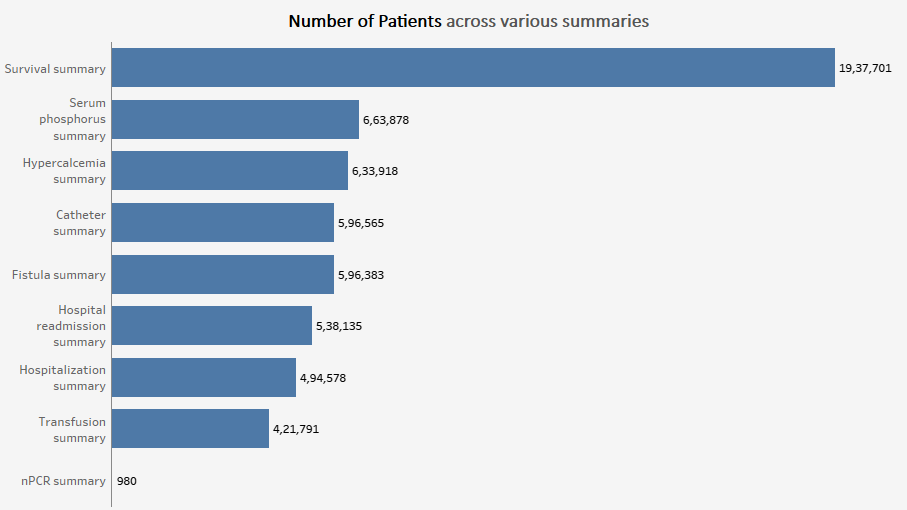 Number of Patients across various summaries
Survival summary
19,37,701
Serum
phosphorus
summary
6,63,878
Hypercalcemia
summary
6,33,918
Catheter
summary
5,96,565
Fistula summary
5,96,383
Hospital
readmission
summary
5,38,135
Hospitalization
summary
4,94,578
Transfusion
summary
4,21,791
nPCR summary
980